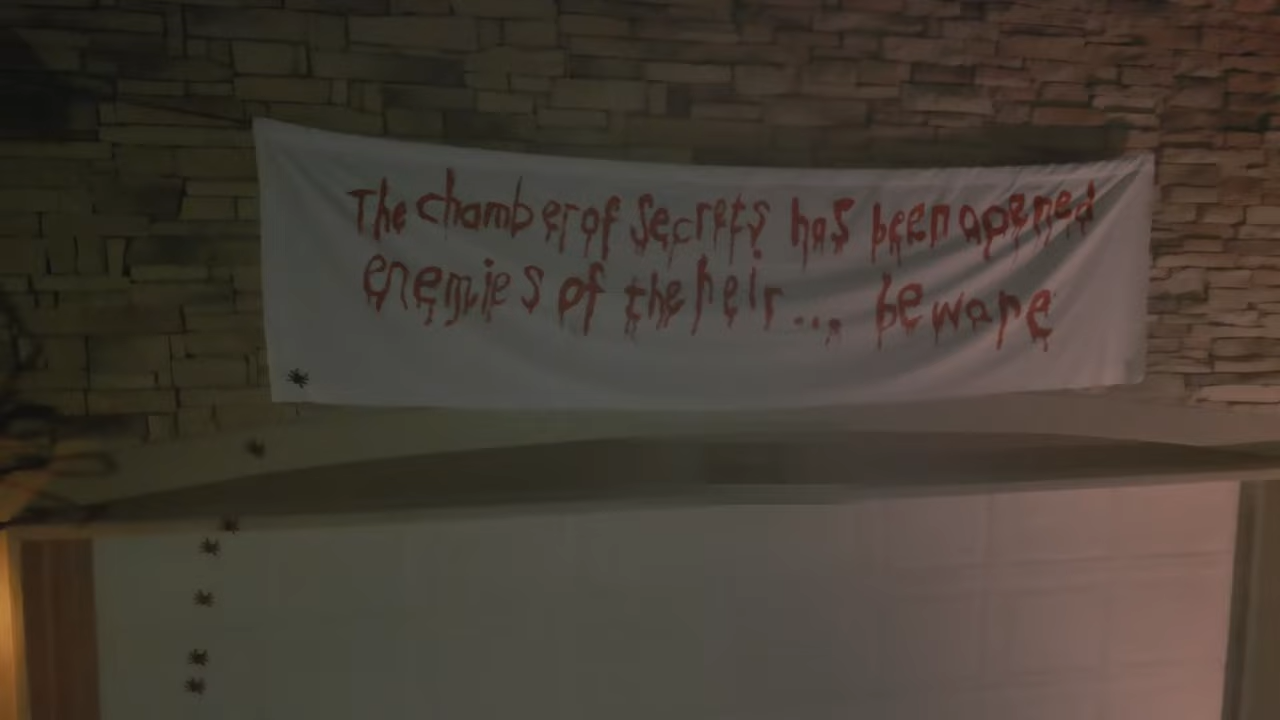 The chamber of Secrets has been opened
enemies of the heir... beware